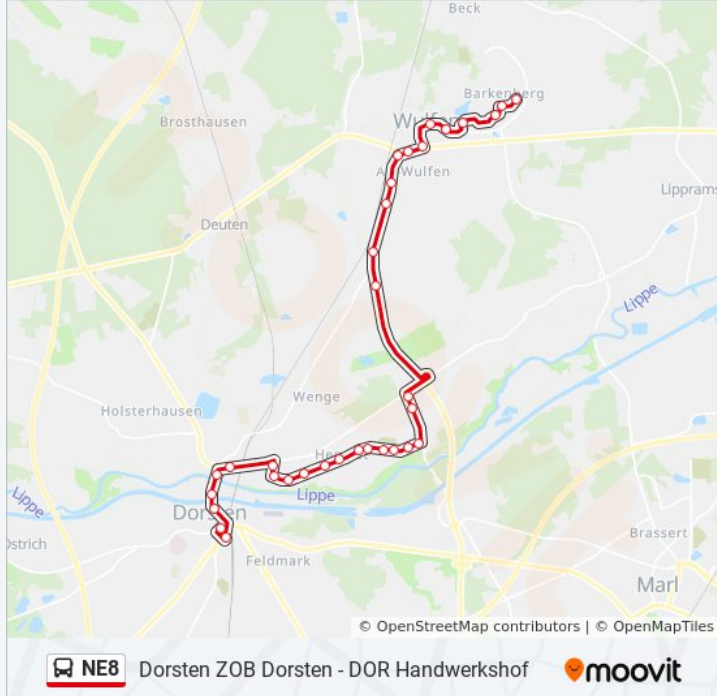 Beck
Barkenberg
Brosthausen
Wulfen
Wulfen
Lipprams
Deuten
Lippe
Wenge
Holsterhausen
Lippe
Lippe
Dorsten
Ostrich
Feldmark
Brassert
Marl
© OpenStreetMap contributors | © OpenMapTiles
NE8 Dorsten ZOB Dorsten - DOR Handwerkshof moovit